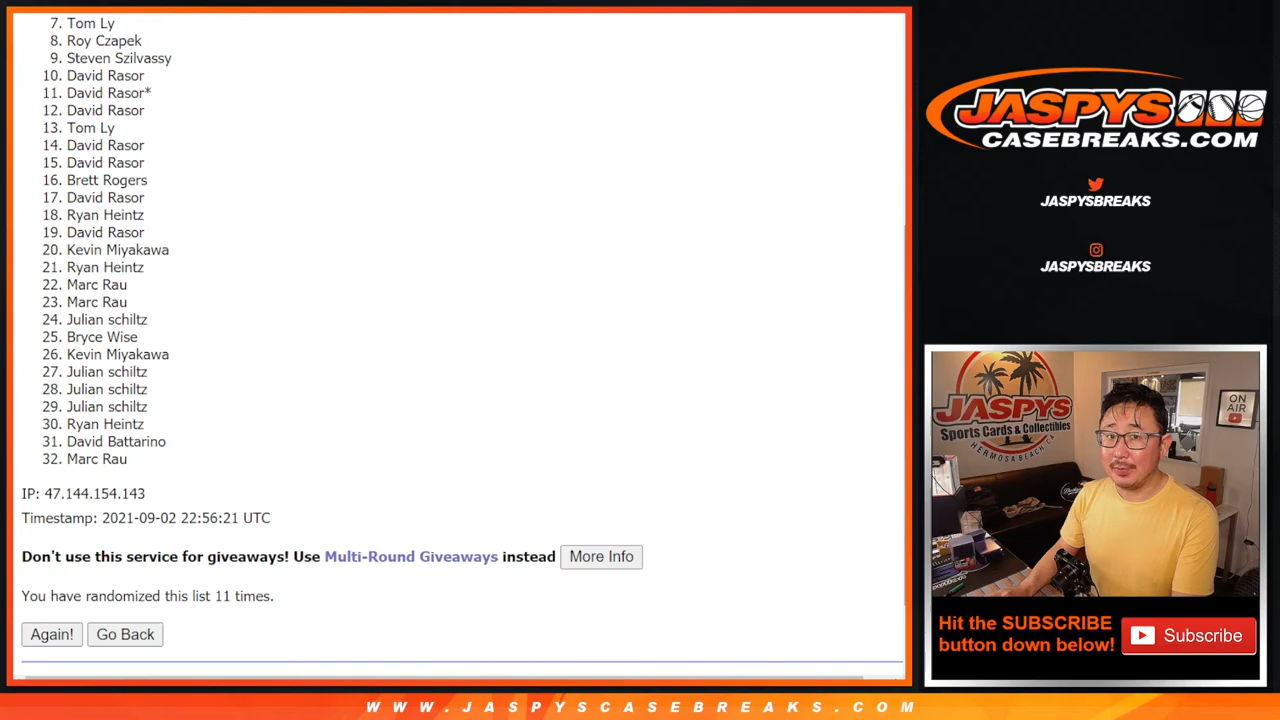 7. Tom Ly
8. Roy Czapek
9. Steven Szilvassy
10. David Rasor
11. David Rasor*
12. David Rasor
13. Tom Ly
14. David Rasor
15. David Rasor
16. Brett Rogers
17. David Rasor
18. Ryan Heintz
19. David Rasor
20. Kevin Miyakawa
21. Ryan Heintz
22. Marc Rau
23. Marc Rau
24. Julian schiltz
25. Bryce Wise
26. Kevin Miyakawa
27. Julian schiltz
28. Julian schiltz
29. Julian schiltz
30. Ryan Heintz
31. David Battarino
32. Marc Rau
IP: 47.144.154.143
Timestamp: 2021-09-02 22:56:21 UTC
Don't use this service for giveaways! Use Multi-Round Giveaways instead More Info
You have randomized this list 11 times.
Again! Go Back
JASPYS
CASEBREAKS.COM
JASPYSBREAKS
JASPYSBREAKS
JASPYS
Sports Cards & Collectibles
HERMOSA BEACH, CA
ON
AIR
Hit the SUBSCRIBE
button down below!
Subscribe
WWW.JASPYSCASEBREAKS.COM